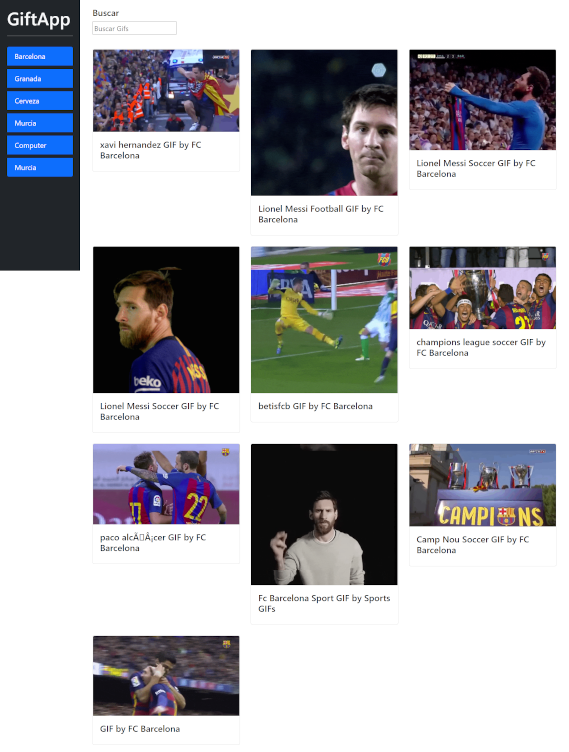 GiftApp
Barcelona
Granada
Cerveza
Murcia
Computer
Murcia
Buscar
Buscar Gifs
xavi hernandez GIF by FC
Barcelona
Lionel Messi Football GIF by FC
Barcelona
Lionel Messi Soccer GIF by FC
Barcelona
beko
Lionel Messi Soccer GIF by FC
Barcelona
betisfcb GIF by FC Barcelona
champions league soccer GIF by
FC Barcelona
22
paco alcÃ¡cer GIF by FC
Barcelona
Fc Barcelona Sport GIF by Sports
GIFs
CAMPIONS
Camp Nou Soccer GIF by FC
Barcelona
GIF by FC Barcelona